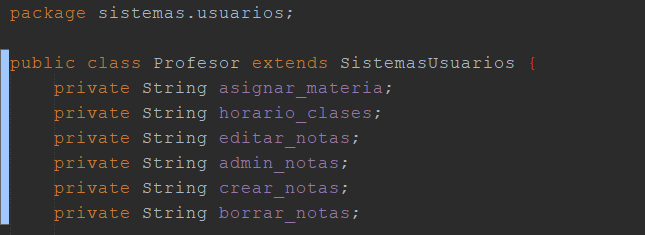 package sistemas.usuarios;
public class Profesor extends SistemasUsuarios {
private String asignar_materia;
private String horario_clases;
private String editar_notas;
private String admin_notas;
private String crear_notas;
private String borrar_notas;